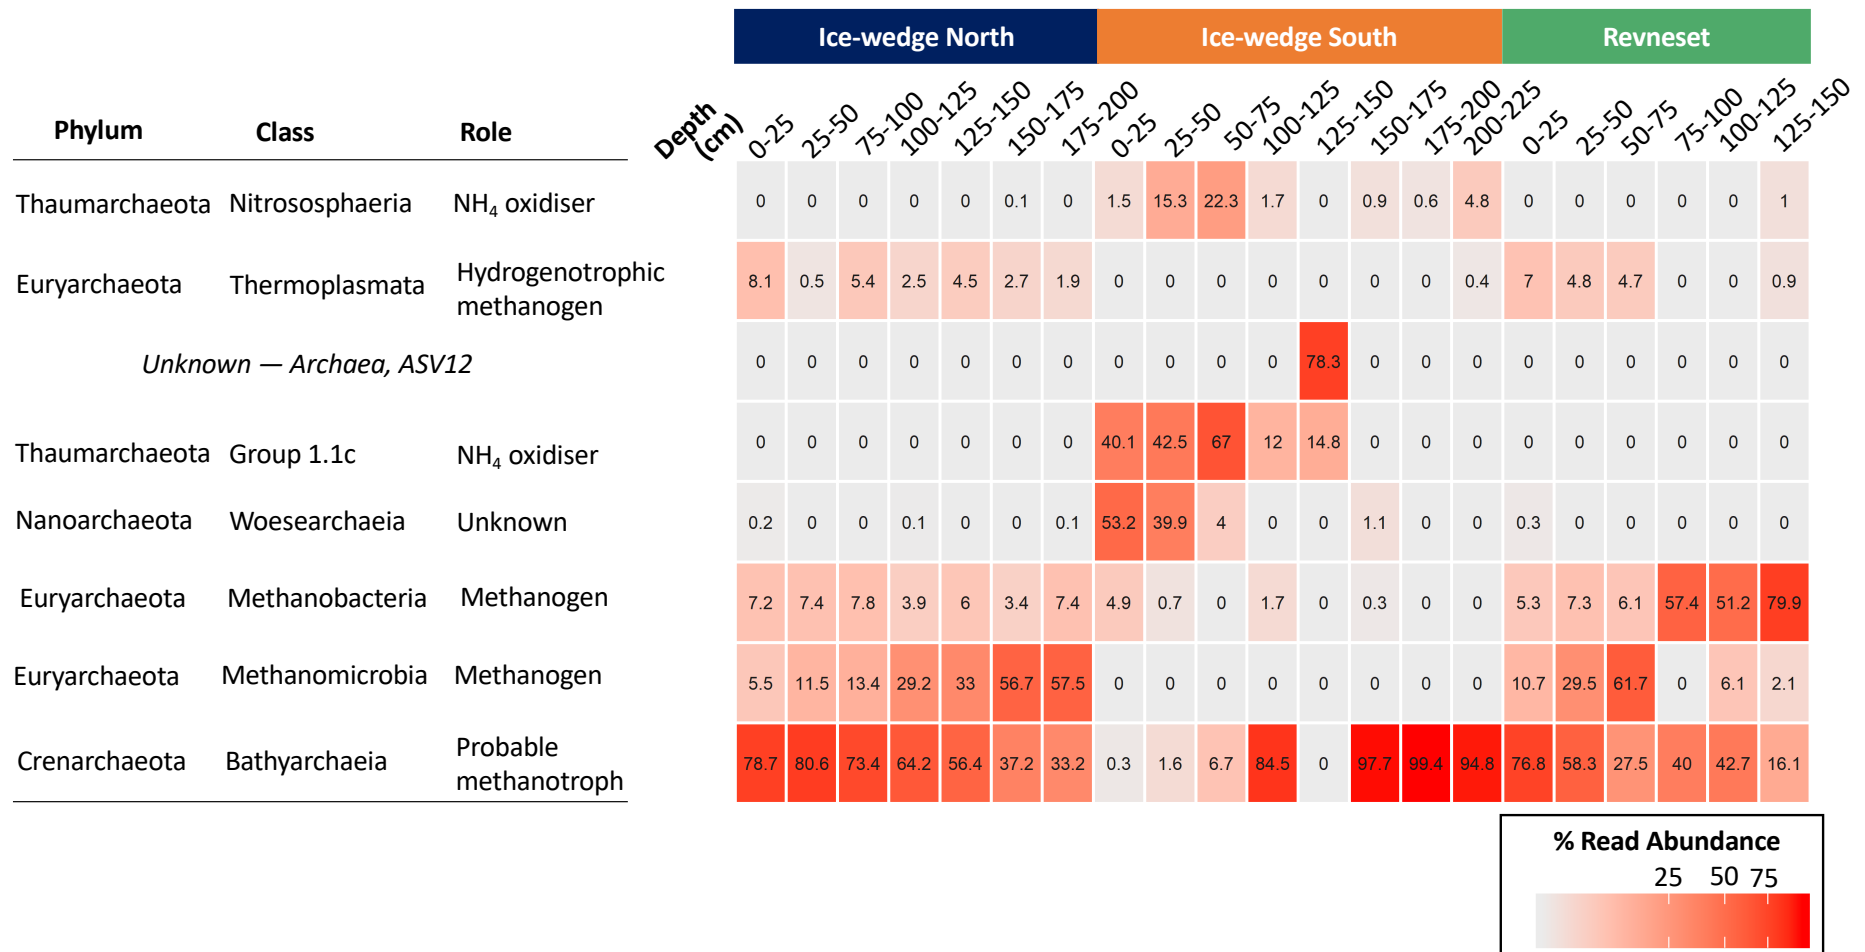 Ice-wedge North Ice-wedge South Revneset
Phylum Class Role Depth (cm) 0-25 25-50 75-100 100-125 125-150 150-175 175-200 0-25 25-50 50-75 100-125 125-150 150-175 175-200 200-225 0-25 25-50 50-75 75-100 100-125 125-150
Thaumarchaeota Nitrososphaeria NH₄ oxidiser 0 0 0 0 0 0.1 0 1.5 15.3 22.3 1.7 0 0.9 0.6 4.8 0 0 0 0 0 1
Euryarchaeota Thermoplasmata Hydrogenotrophic methanogen 8.1 0.5 5.4 2.5 4.5 2.7 1.9 0 0 0 0 0 0 0 0.4 7 4.8 4.7 0 0 0.9
Unknown — Archaea, ASV12 0 0 0 0 0 0 0 0 0 0 0 78.3 0 0 0 0 0 0 0 0 0
Thaumarchaeota Group 1.1c NH₄ oxidiser 0 0 0 0 0 0 0 40.1 42.5 67 12 14.8 0 0 0 0 0 0 0 0 0
Nanoarchaeota Woesearchaeia Unknown 0.2 0 0 0.1 0 0 0.1 53.2 39.9 4 0 0 1.1 0 0 0.3 0 0 0 0 0
Euryarchaeota Methanobacteria Methanogen 7.2 7.4 7.8 3.9 6 3.4 7.4 4.9 0.7 0 1.7 0 0.3 0 0 5.3 7.3 6.1 57.4 51.2 79.9
Euryarchaeota Methanomicrobia Methanogen 5.5 11.5 13.4 29.2 33 56.7 57.5 0 0 0 0 0 0 0 0 10.7 29.5 61.7 0 6.1 2.1
Crenarchaeota Bathyarchaeia Probable methanotroph 78.7 80.6 73.4 64.2 56.4 37.2 33.2 0.3 1.6 6.7 84.5 0 97.7 99.4 94.8 76.8 58.3 27.5 40 42.7 16.1
% Read Abundance
25 50 75